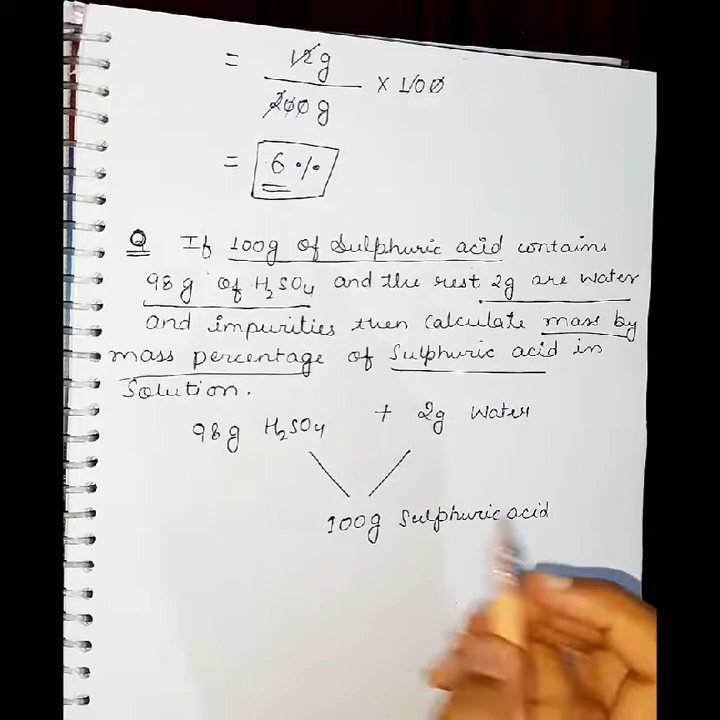 = 12g
200g × 100
= 6 %
Q If 100g of Sulphuric acid contains
98 g of H₂SO₄ and the rest 2g are water
and impurities then calculate mass by
mass percentage of Sulphuric acid in
Solution.
98g H₂SO₄ + 2g Water
100g Sulphuric acid